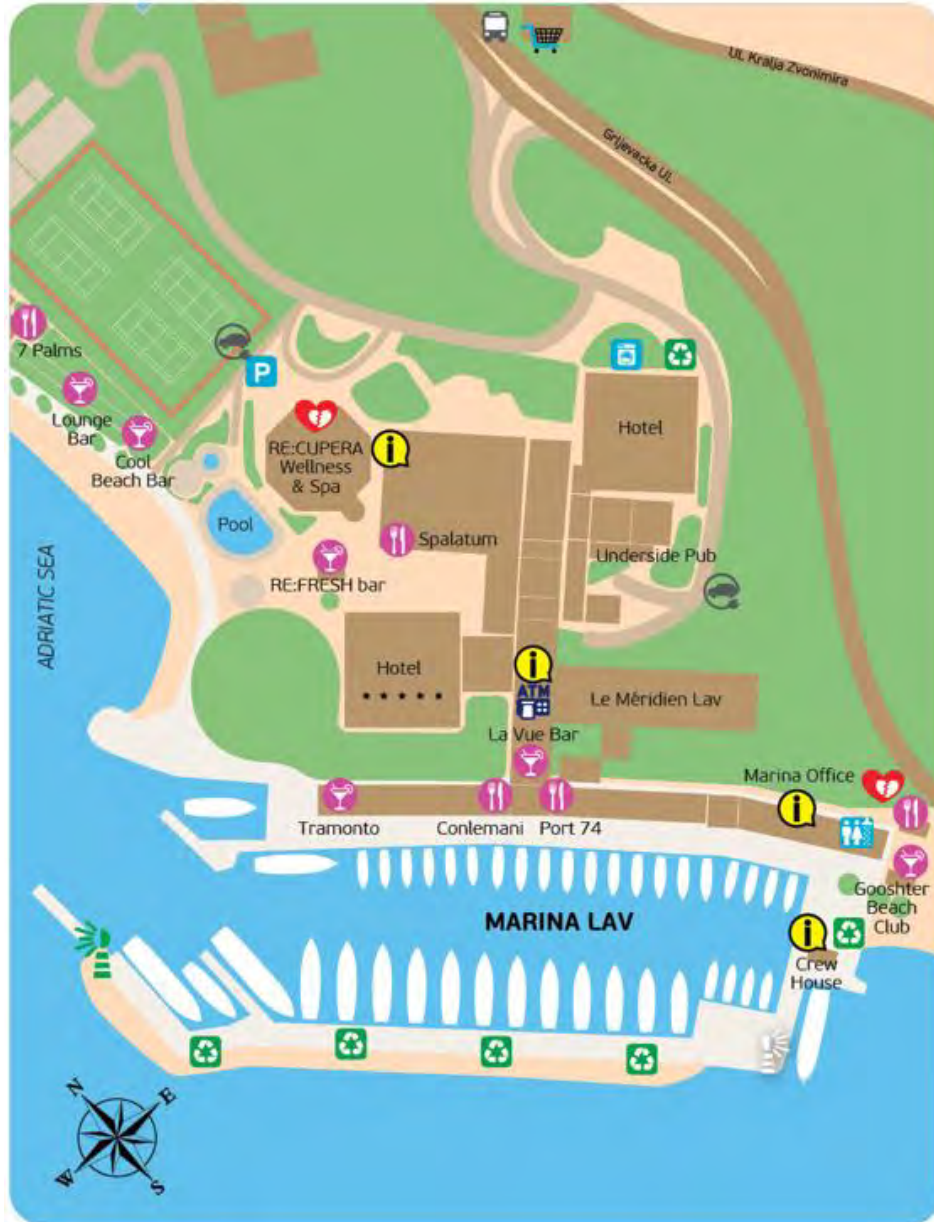 UL Kralja Zvonimira
Grljevacka UL
7 Palms
Lounge
Bar
Cool
Beach Bar
P
RE:CUPERA
Wellness
& Spa
i
Hotel
Pool
Spalatum
Underside Pub
RE:FRESH bar
ADRIATIC SEA
Hotel
i
ATM
Le Méridien Lav
La Vue Bar
Marina Office
i
Tramonto
Conlemani
Port 74
Gooshter
Beach
Club
MARINA LAV
i
Crew
House
N
E
W
S